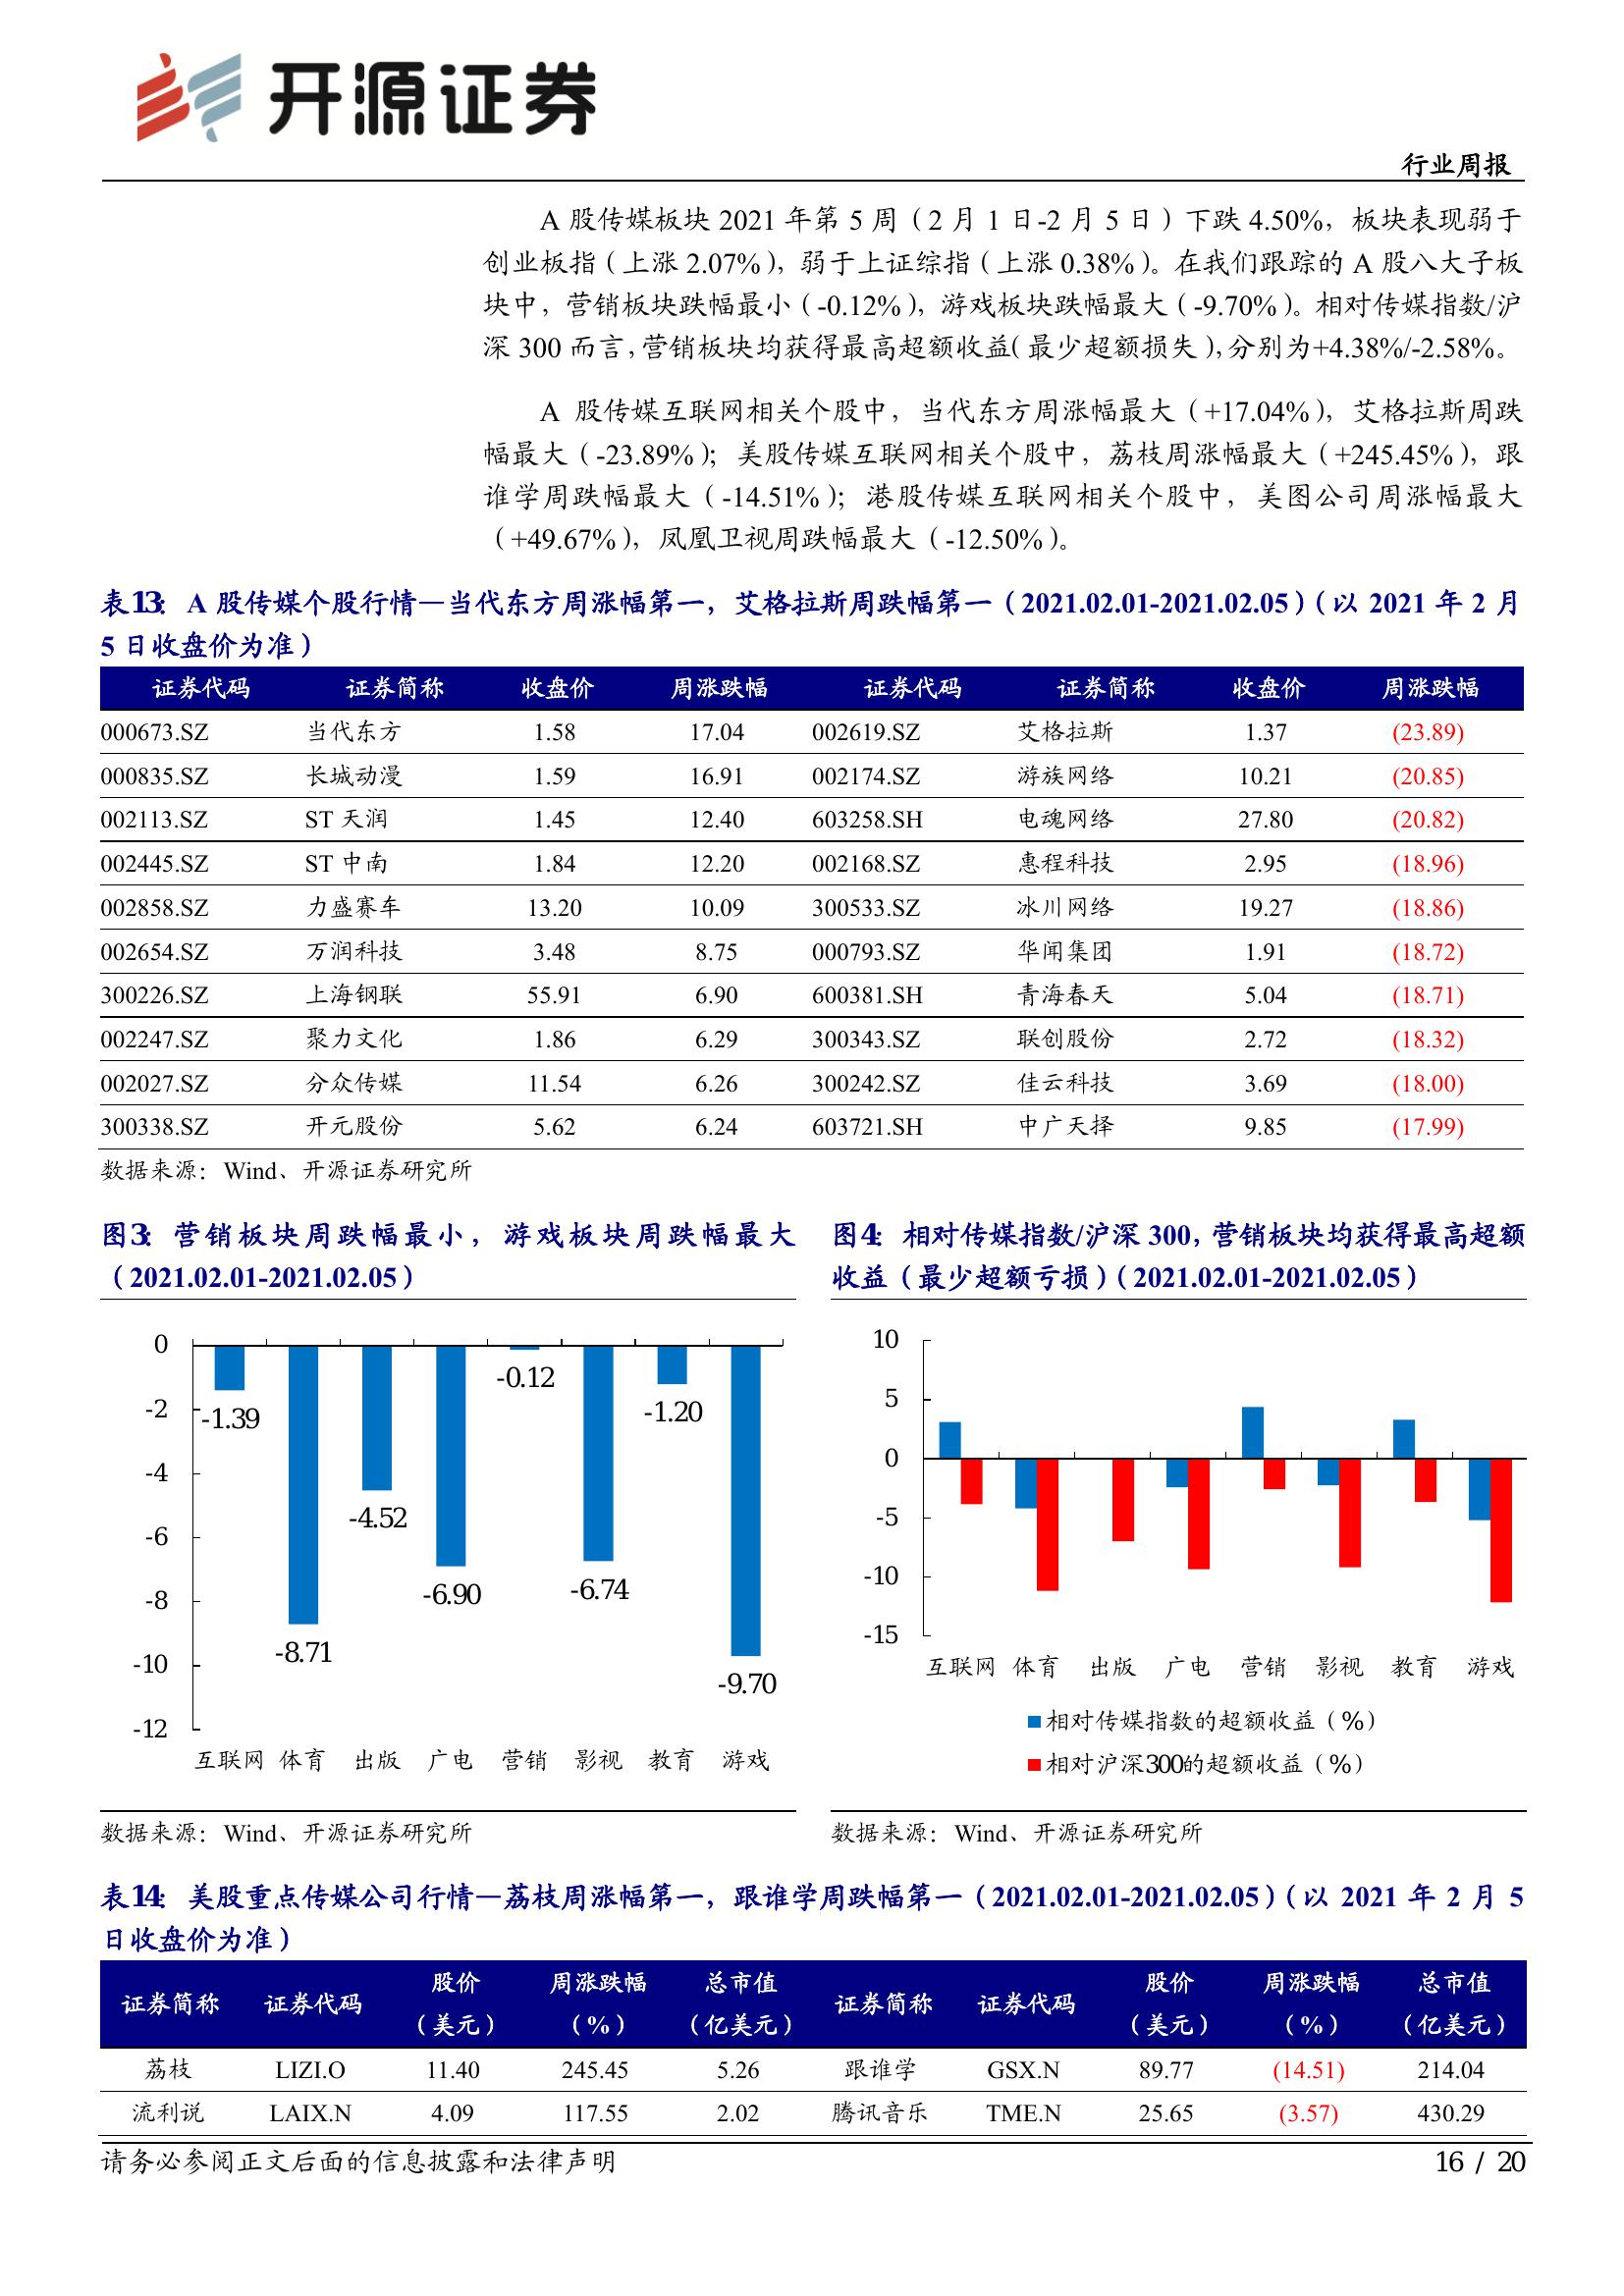 开源证券
行业周报
A 股传媒板块 2021 年第 5 周（2 月 1 日-2 月 5 日）下跌 4.50%，板块表现弱于
创业板指（上涨 2.07%），弱于上证综指（上涨 0.38%）。在我们跟踪的 A 股八大子板
块中，营销板块跌幅最小（-0.12%），游戏板块跌幅最大（-9.70%）。相对传媒指数/沪
深 300 而言，营销板块均获得最高超额收益（最少超额损失），分别为+4.38%/-2.58%。
A 股传媒互联网相关个股中，当代东方周涨幅最大（+17.04%），艾格拉斯周跌
幅最大（-23.89%）；美股传媒互联网相关个股中，荔枝周涨幅最大（+245.45%），跟
谁学周跌幅最大（-14.51%）；港股传媒互联网相关个股中，美图公司周涨幅最大
（+49.67%），凤凰卫视周跌幅最大（-12.50%）。
表13：A 股传媒个股行情—当代东方周涨幅第一，艾格拉斯周跌幅第一（2021.02.01-2021.02.05）（以 2021 年 2 月
5 日收盘价为准）
证券代码 证券简称 收盘价 周涨跌幅 证券代码 证券简称 收盘价 周涨跌幅
000673.SZ 当代东方 1.58 17.04 002619.SZ 艾格拉斯 1.37 (23.89)
000835.SZ 长城动漫 1.59 16.91 002174.SZ 游族网络 10.21 (20.85)
002113.SZ ST 天润 1.45 12.40 603258.SH 电魂网络 27.80 (20.82)
002445.SZ ST 中南 1.84 12.20 002168.SZ 惠程科技 2.95 (18.96)
002858.SZ 力盛赛车 13.20 10.09 300533.SZ 冰川网络 19.27 (18.86)
002654.SZ 万润科技 3.48 8.75 000793.SZ 华闻集团 1.91 (18.72)
300226.SZ 上海钢联 55.91 6.90 600381.SH 青海春天 5.04 (18.71)
002247.SZ 聚力文化 1.86 6.29 300343.SZ 联创股份 2.72 (18.32)
002027.SZ 分众传媒 11.54 6.26 300242.SZ 佳云科技 3.69 (18.00)
300338.SZ 开元股份 5.62 6.24 603721.SH 中广天择 9.85 (17.99)
数据来源：Wind、开源证券研究所
图3：营销板块周跌幅最小，游戏板块周跌幅最大
（2021.02.01-2021.02.05）
0
-2
-4
-6
-8
-10
-12
-1.39
-8.71
-4.52
-6.90
-0.12
-6.74
-1.20
-9.70
互联网 体育 出版 广电 营销 影视 教育 游戏
数据来源：Wind、开源证券研究所
图4：相对传媒指数/沪深 300，营销板块均获得最高超额
收益（最少超额亏损）（2021.02.01-2021.02.05）
10
5
0
-5
-10
-15
互联网 体育 出版 广电 营销 影视 教育 游戏
相对传媒指数的超额收益（%）
相对沪深300的超额收益（%）
数据来源：Wind、开源证券研究所
表14：美股重点传媒公司行情—荔枝周涨幅第一，跟谁学周跌幅第一（2021.02.01-2021.02.05）（以 2021 年 2 月 5
日收盘价为准）
证券简称 证券代码 股价 周涨跌幅 总市值 证券简称 证券代码 股价 周涨跌幅 总市值
（美元） （%） （亿美元） （美元） （%） （亿美元）
荔枝 LIZI.O 11.40 245.45 5.26 跟谁学 GSX.N 89.77 (14.51) 214.04
流利说 LAIX.N 4.09 117.55 2.02 腾讯音乐 TME.N 25.65 (3.57) 430.29
请务必参阅正文后面的信息披露和法律声明
16 / 20